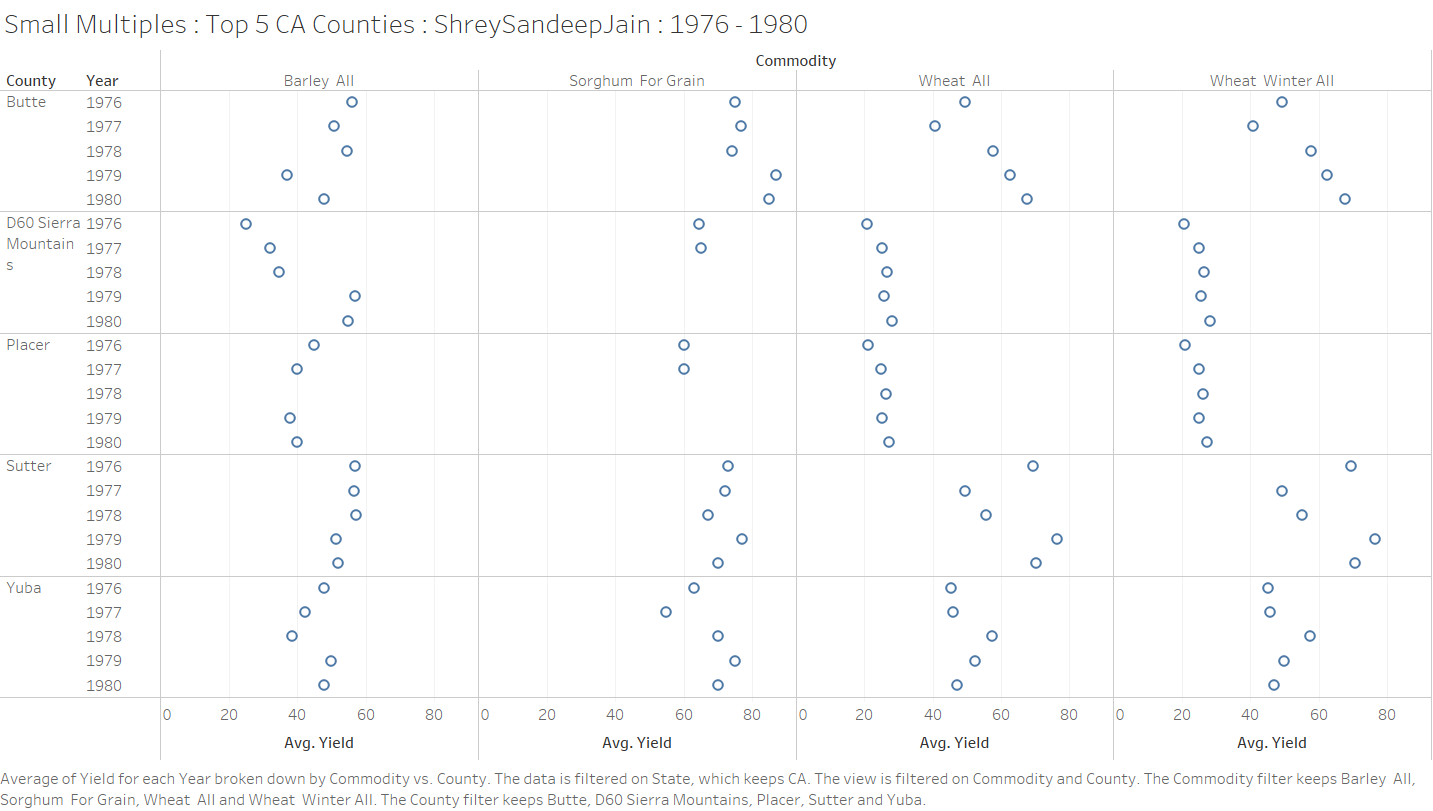 Small Multiples : Top 5 CA Counties : ShreySandeepJain : 1976 - 1980
Commodity
County Year Barley All Sorghum For Grain Wheat All Wheat Winter All
Butte 1976
1977
1978
1979
1980
D60 Sierra 1976
Mountain 1977
s 1978
1979
1980
Placer 1976
1977
1978
1979
1980
Sutter 1976
1977
1978
1979
1980
Yuba 1976
1977
1978
1979
1980
0 20 40 60 80 0 20 40 60 80 0 20 40 60 80 0 20 40 60 80
Avg. Yield Avg. Yield Avg. Yield Avg. Yield
Average of Yield for each Year broken down by Commodity vs. County. The data is filtered on State, which keeps CA. The view is filtered on Commodity and County. The Commodity filter keeps Barley All,
Sorghum For Grain, Wheat All and Wheat Winter All. The County filter keeps Butte, D60 Sierra Mountains, Placer, Sutter and Yuba.